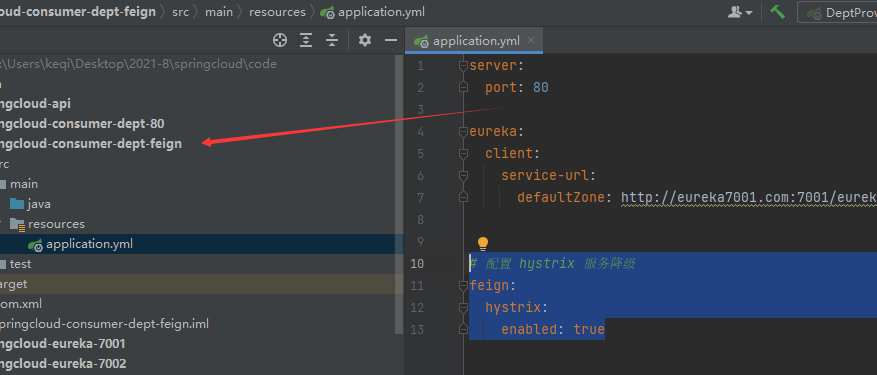 cloud-consumer-dept-feign › src › main › resources › application.yml
DeptProv
application.yml
:\Users\keqi\Desktop\2021-8\springcloud\code
n
ngcloud-api
ngcloud-consumer-dept-80
ngcloud-consumer-dept-feign
rc
main
java
resources
application.yml
test
arget
om.xml
pringcloud-consumer-dept-feign.iml
ngcloud-eureka-7001
ngcloud-eureka-7002
1 server:
2 port: 80
3
4 eureka:
5 client:
6 service-url:
7 defaultZone: http://eureka7001.com:7001/eurek
8
9
10 # 配置 hystrix 服务降级
11 feign:
12 hystrix:
13 enabled: true